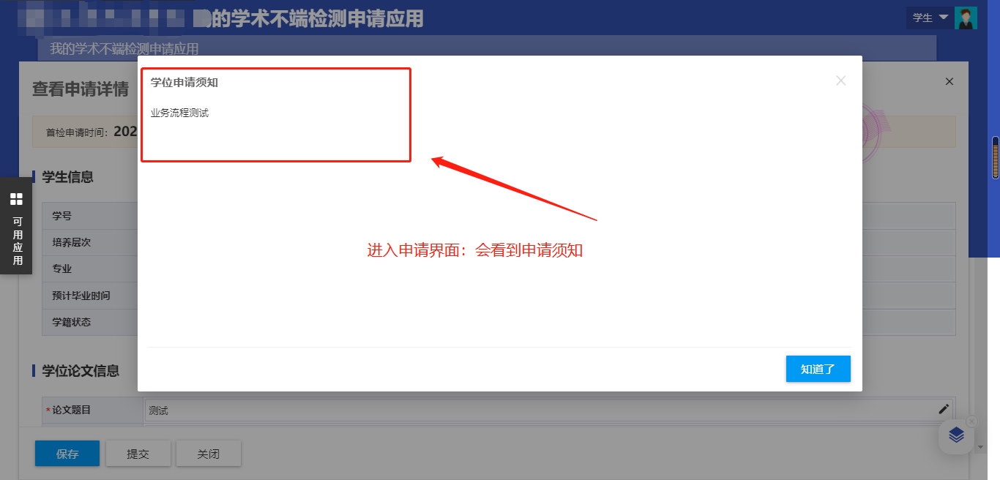 的学术不端检测申请应用
学生
我的学术不端检测申请应用
查看申请详情
学位申请须知
业务流程测试
首检申请时间：202
学生信息
可用应用
学号
培养层次
专业
预计毕业时间
学籍状态
进入申请界面：会看到申请须知
知道了
学位论文信息
*论文题目
测试
保存
提交
关闭